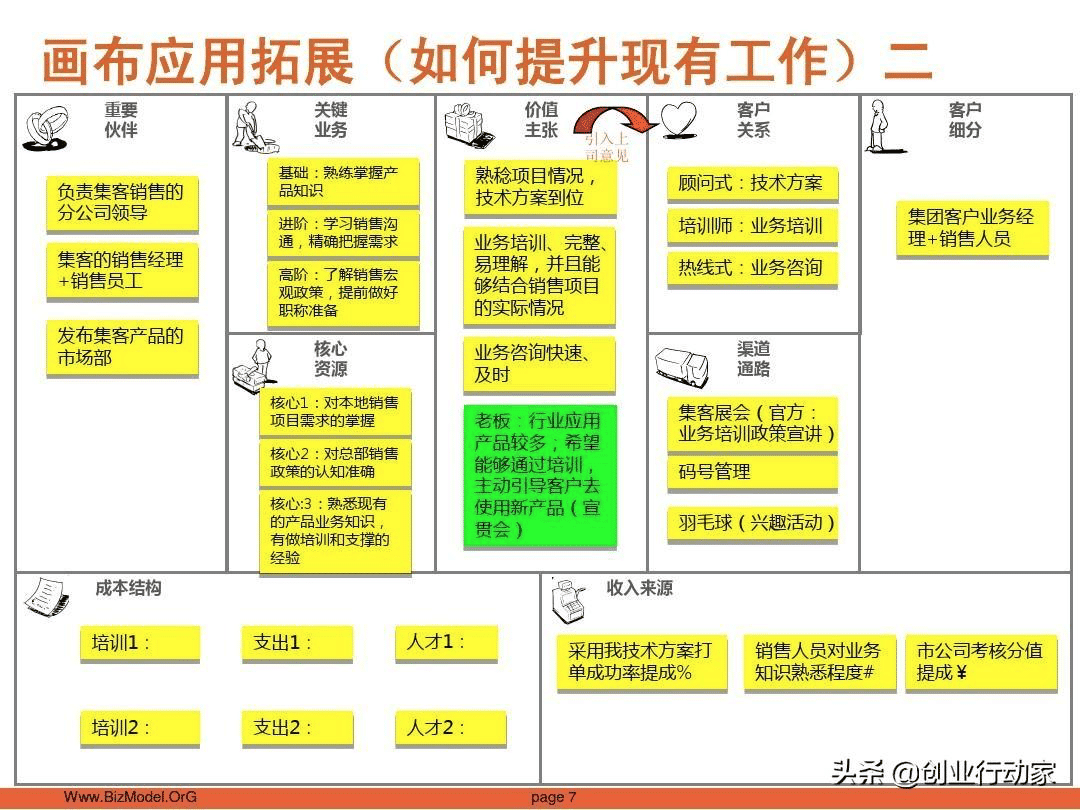 画布应用拓展（如何提升现有工作）二
重要
伙伴
负责集客销售的
分公司领导
集客的销售经理
+销售员工
发布集客产品的
市场部
关键
业务
基础：熟练掌握产
品知识
进阶：学习销售沟
通，精确把握需求
高阶：了解销售宏
观政策，提前做好
职称准备
核心
资源
核心1：对本地销售
项目需求的掌握
核心2：对总部销售
政策的认知准确
核心:3：熟悉现有
的产品业务知识，
有做培训和支撑的
经验
价值
主张
引入上
司意见
熟稔项目情况，
技术方案到位
业务培训、完整、
易理解，并且能
够结合销售项目
的实际情况
业务咨询快速、
及时
老板：行业应用
产品较多；希望
能够通过培训，
主动引导客户去
使用新产品（宣
贯会）
客户
关系
顾问式：技术方案
培训师：业务培训
热线式：业务咨询
渠道
通路
集客展会（官方：
业务培训政策宣讲）
码号管理
羽毛球（兴趣活动）
客户
细分
集团客户业务经
理+销售人员
成本结构
培训1：
支出1：
人才1：
培训2：
支出2：
人才2：
收入来源
采用我技术方案打
单成功率提成%
销售人员对业务
知识熟悉程度#
市公司考核分值
提成￥
头条 @创业行动家
Www.BizModel.OrG
page 7